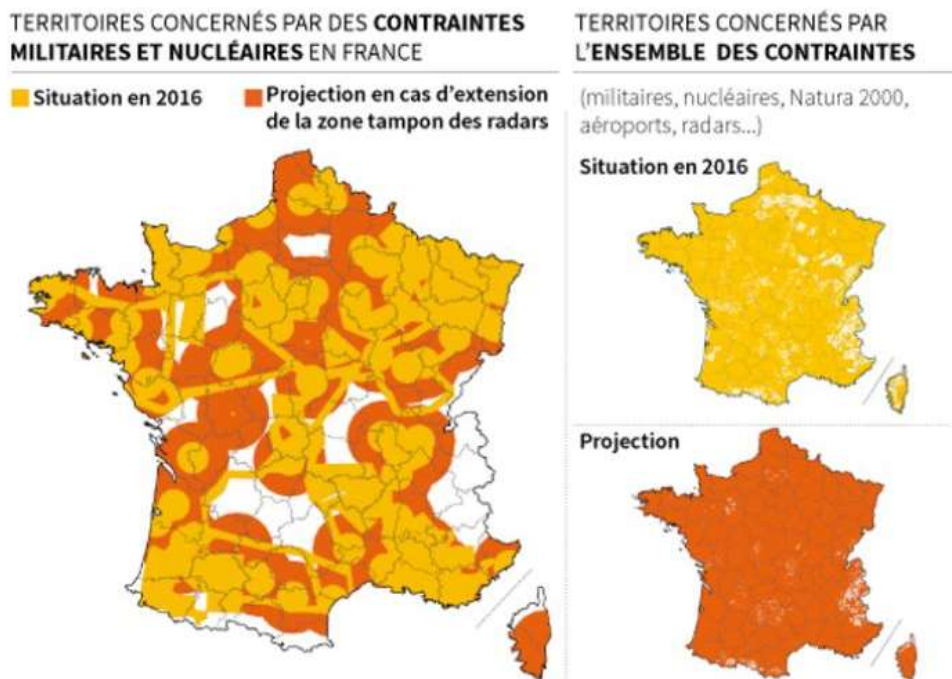 TERRITOIRES CONCERNÉS PAR DES CONTRAINTES
MILITAIRES ET NUCLÉAIRES EN FRANCE
Situation en 2016
Projection en cas d'extension
de la zone tampon des radars
TERRITOIRES CONCERNÉS PAR
L'ENSEMBLE DES CONTRAINTES
(militaires, nucléaires, Natura 2000,
aéroports, radars...)
Situation en 2016
Projection